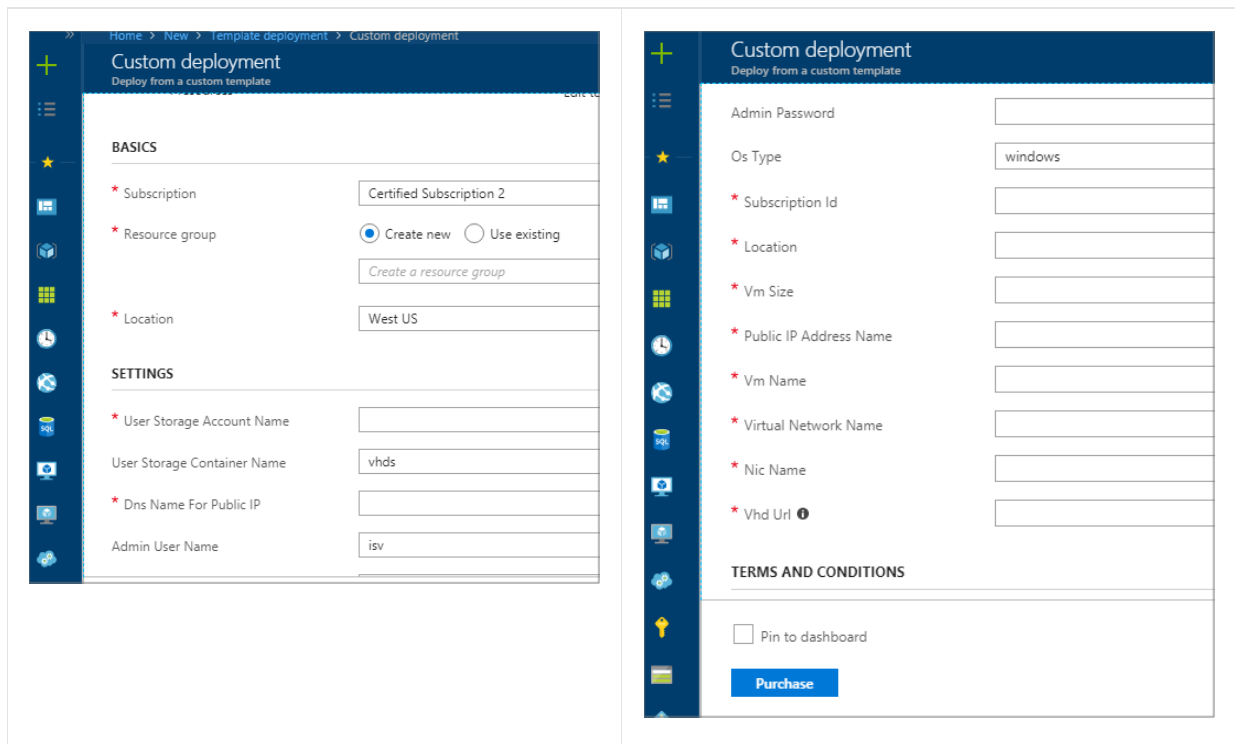 Home > New > Template deployment > Custom deployment
Custom deployment
Deploy from a custom template
BASICS
* Subscription
Certified Subscription 2
* Resource group
Create new
Use existing
Create a resource group
* Location
West US
SETTINGS
* User Storage Account Name
User Storage Container Name
vhds
* Dns Name For Public IP
Admin User Name
isv
SQL
Custom deployment
Deploy from a custom template
Admin Password
Os Type
windows
* Subscription Id
* Location
* Vm Size
* Public IP Address Name
* Vm Name
* Virtual Network Name
* Nic Name
* Vhd Url
TERMS AND CONDITIONS
Pin to dashboard
Purchase
SQL